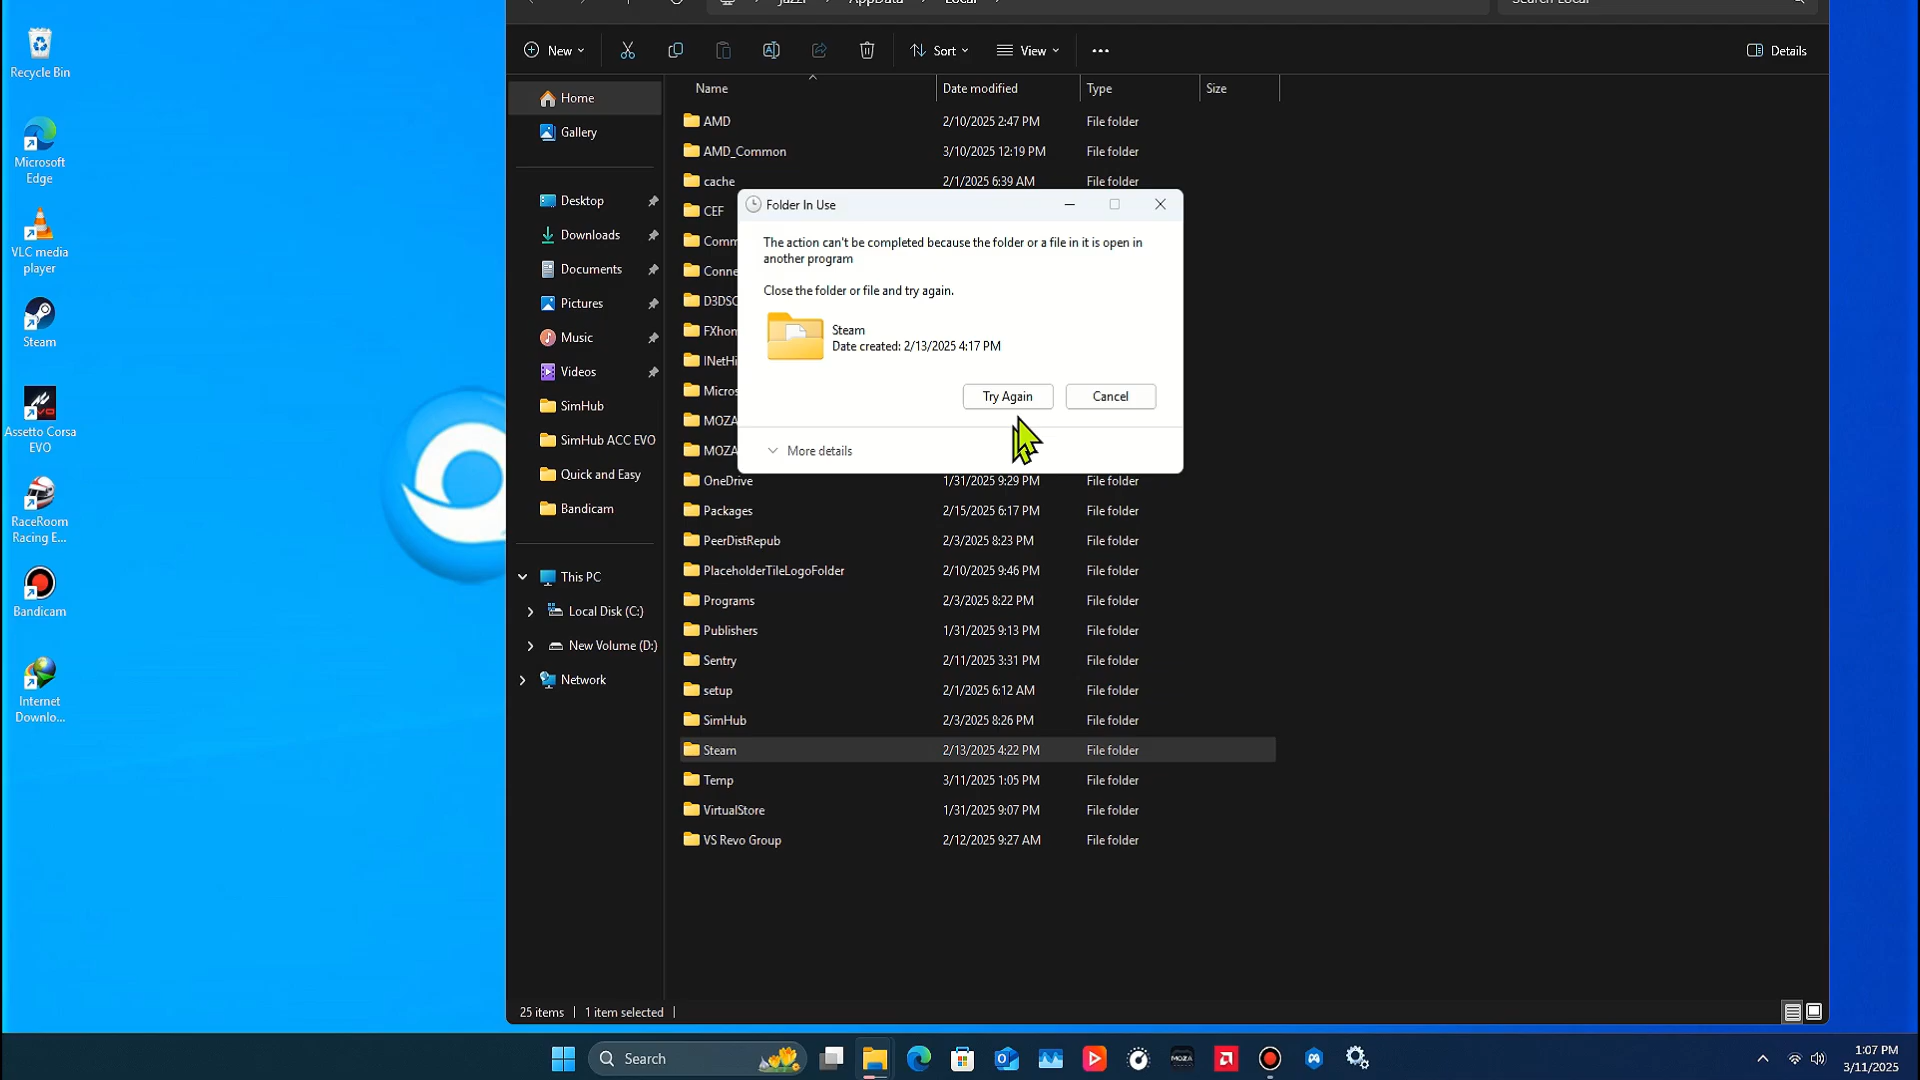 Recycle Bin
Microsoft
Edge
VLC media
player
Steam
Assetto Corsa
EVO
RaceRoom
Racing E...
Bandicam
Internet
Downlo...
New
Sort
View
Details
Home
Gallery
Desktop
Downloads
Documents
Pictures
Music
Videos
SimHub
SimHub ACC EVO
Quick and Easy
Bandicam
This PC
Local Disk (C:)
New Volume (D:)
Network
Name Date modified Type Size
AMD 2/10/2025 2:47 PM File folder
AMD_Common 3/10/2025 12:19 PM File folder
cache 2/1/2025 6:39 AM File folder
CEF
Comm
Conne
D3DSC
FXhom
INetHi
Micros
MOZA
MOZA
OneDrive 1/31/2025 9:29 PM File folder
Packages 2/15/2025 6:17 PM File folder
PeerDistRepub 2/3/2025 8:23 PM File folder
PlaceholderTileLogoFolder 2/10/2025 9:46 PM File folder
Programs 2/3/2025 8:22 PM File folder
Publishers 1/31/2025 9:13 PM File folder
Sentry 2/11/2025 3:31 PM File folder
setup 2/1/2025 6:12 AM File folder
SimHub 2/3/2025 8:26 PM File folder
Steam 2/13/2025 4:22 PM File folder
Temp 3/11/2025 1:05 PM File folder
VirtualStore 1/31/2025 9:07 PM File folder
VS Revo Group 2/12/2025 9:27 AM File folder
Folder In Use
The action can't be completed because the folder or a file in it is open in
another program
Close the folder or file and try again.
Steam
Date created: 2/13/2025 4:17 PM
Try Again Cancel
More details
25 items 1 item selected
Search
MOZA
1:07 PM
3/11/2025